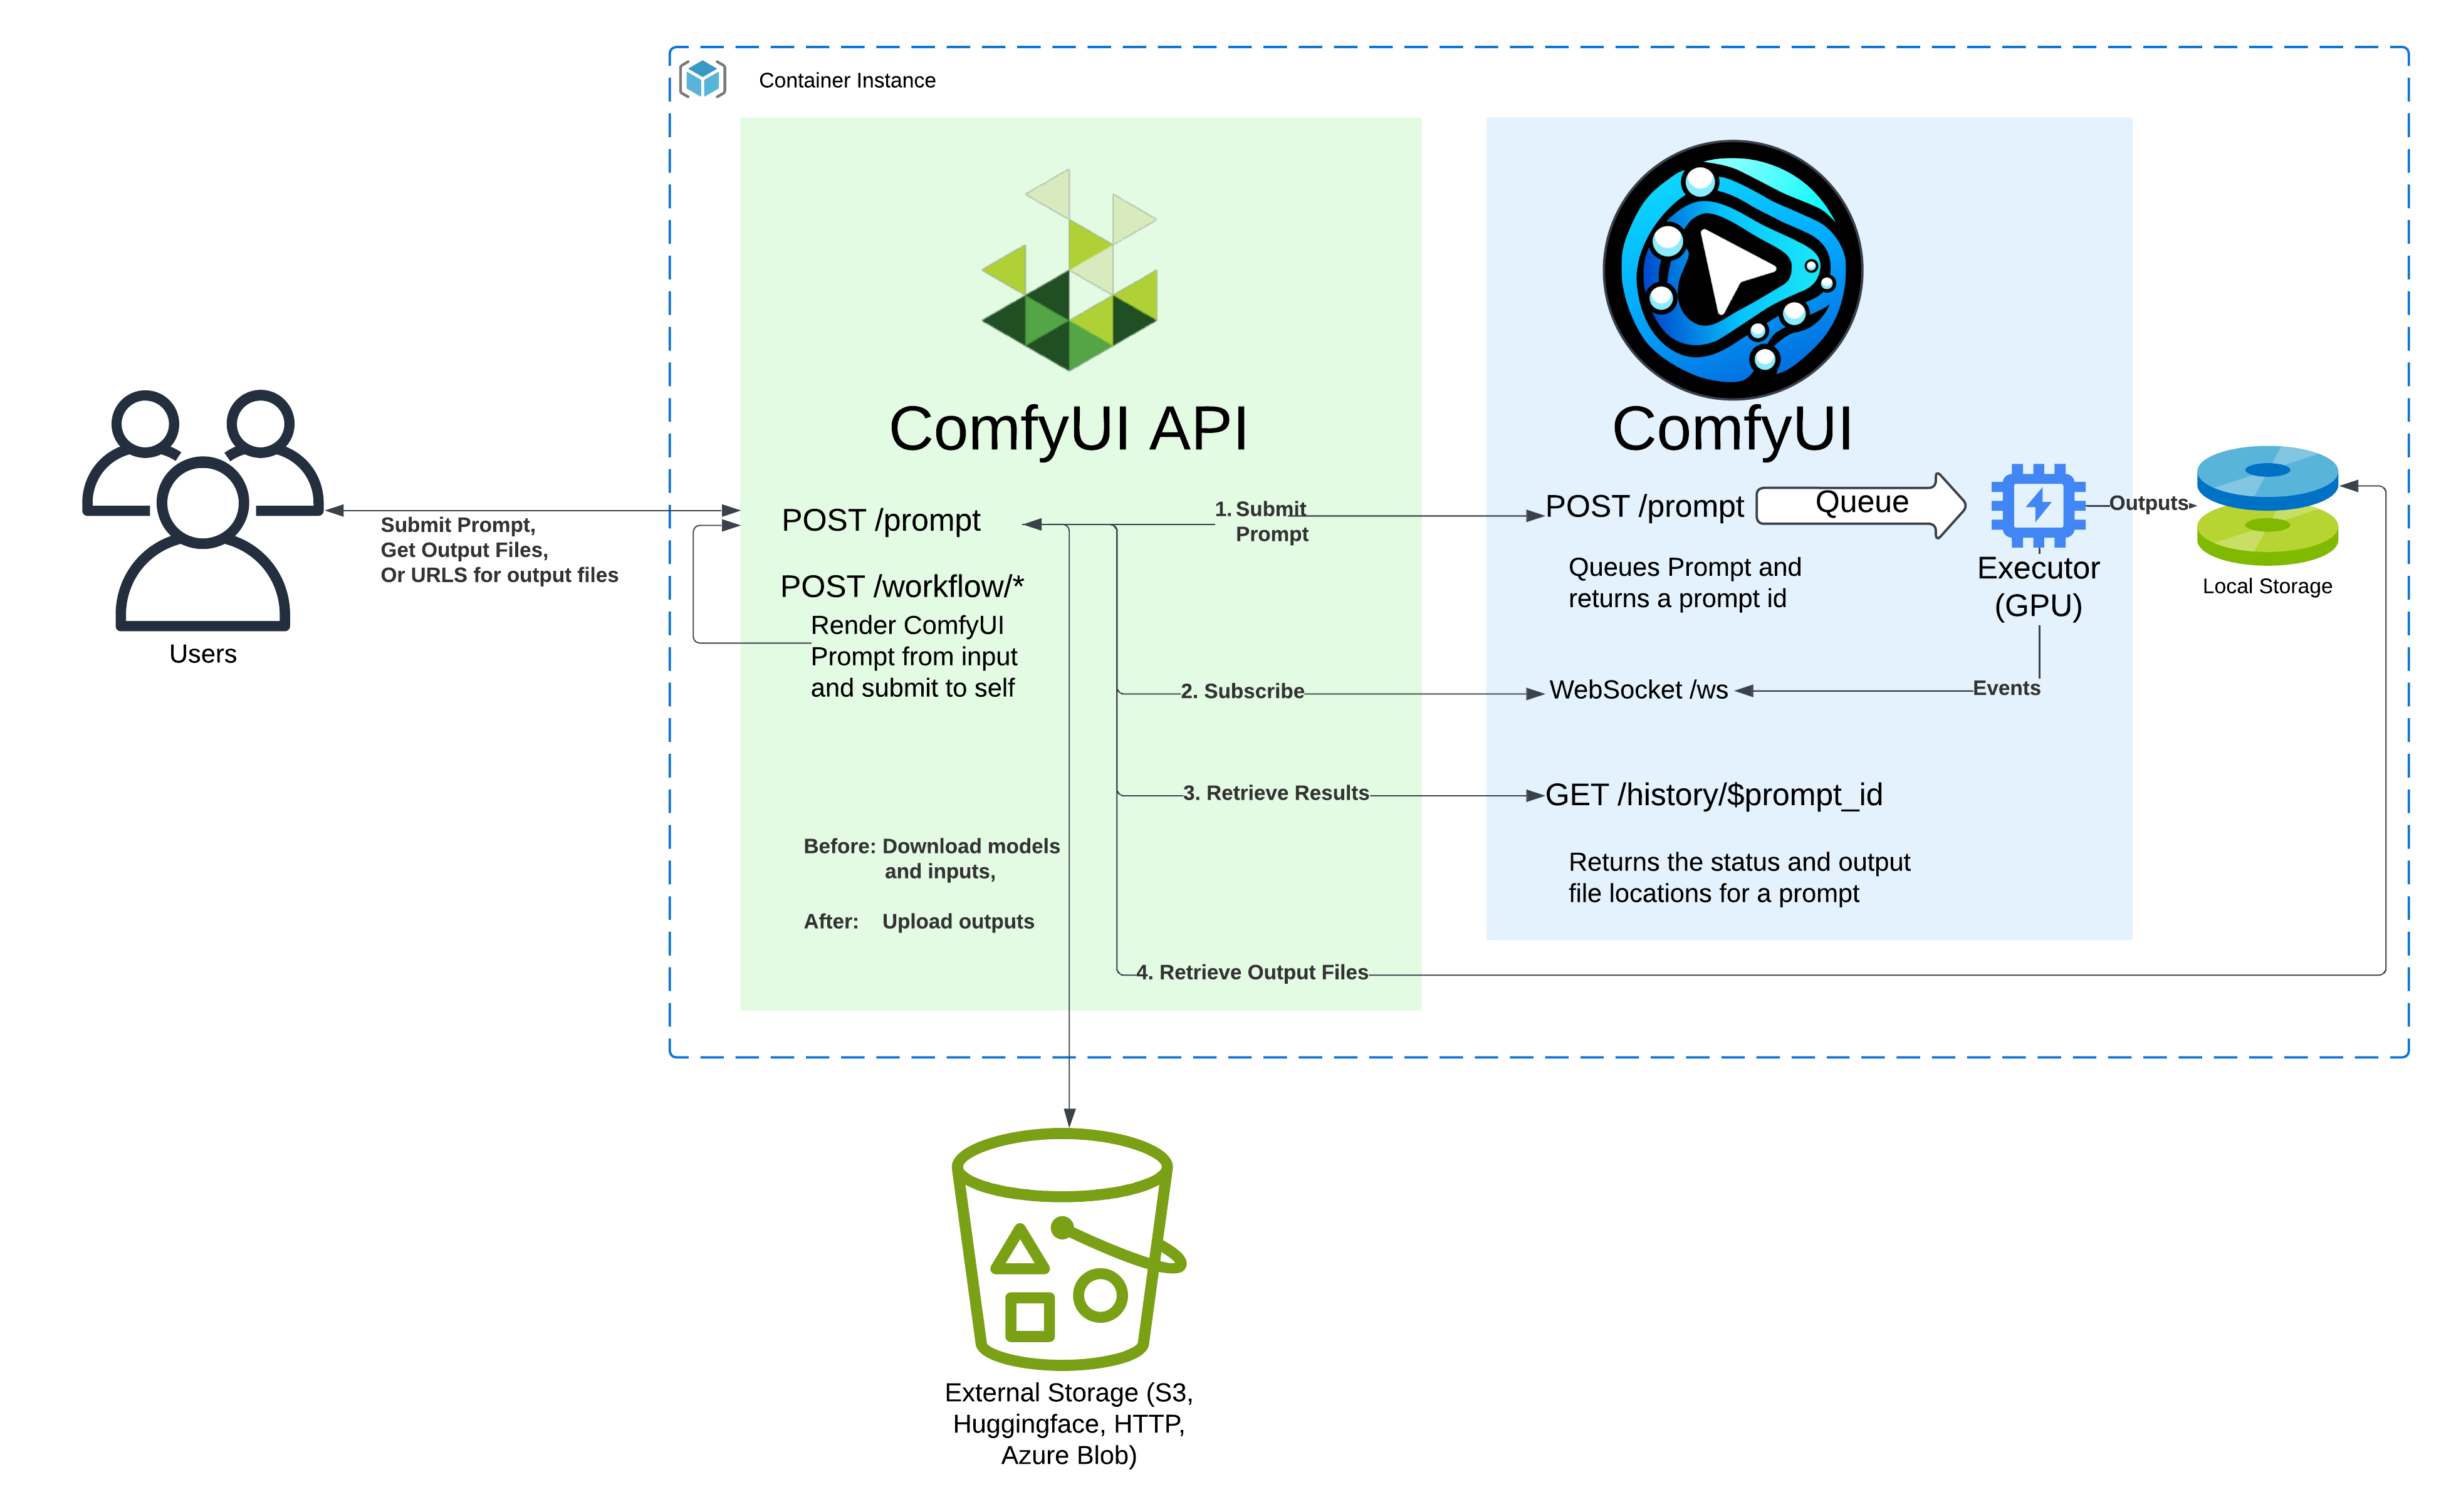 Container Instance
ComfyUI API
ComfyUI
Users
Submit Prompt,
Get Output Files,
Or URLS for output files
POST /prompt
POST /workflow/*
Render ComfyUI
Prompt from input
and submit to self
1. Submit
Prompt
2. Subscribe
3. Retrieve Results
Before: Download models
and inputs,
After: Upload outputs
4. Retrieve Output Files
POST /prompt
Queue
Queues Prompt and
returns a prompt id
Executor
(GPU)
Outputs
Local Storage
WebSocket /ws
Events
GET /history/$prompt_id
Returns the status and output
file locations for a prompt
External Storage (S3,
Huggingface, HTTP,
Azure Blob)